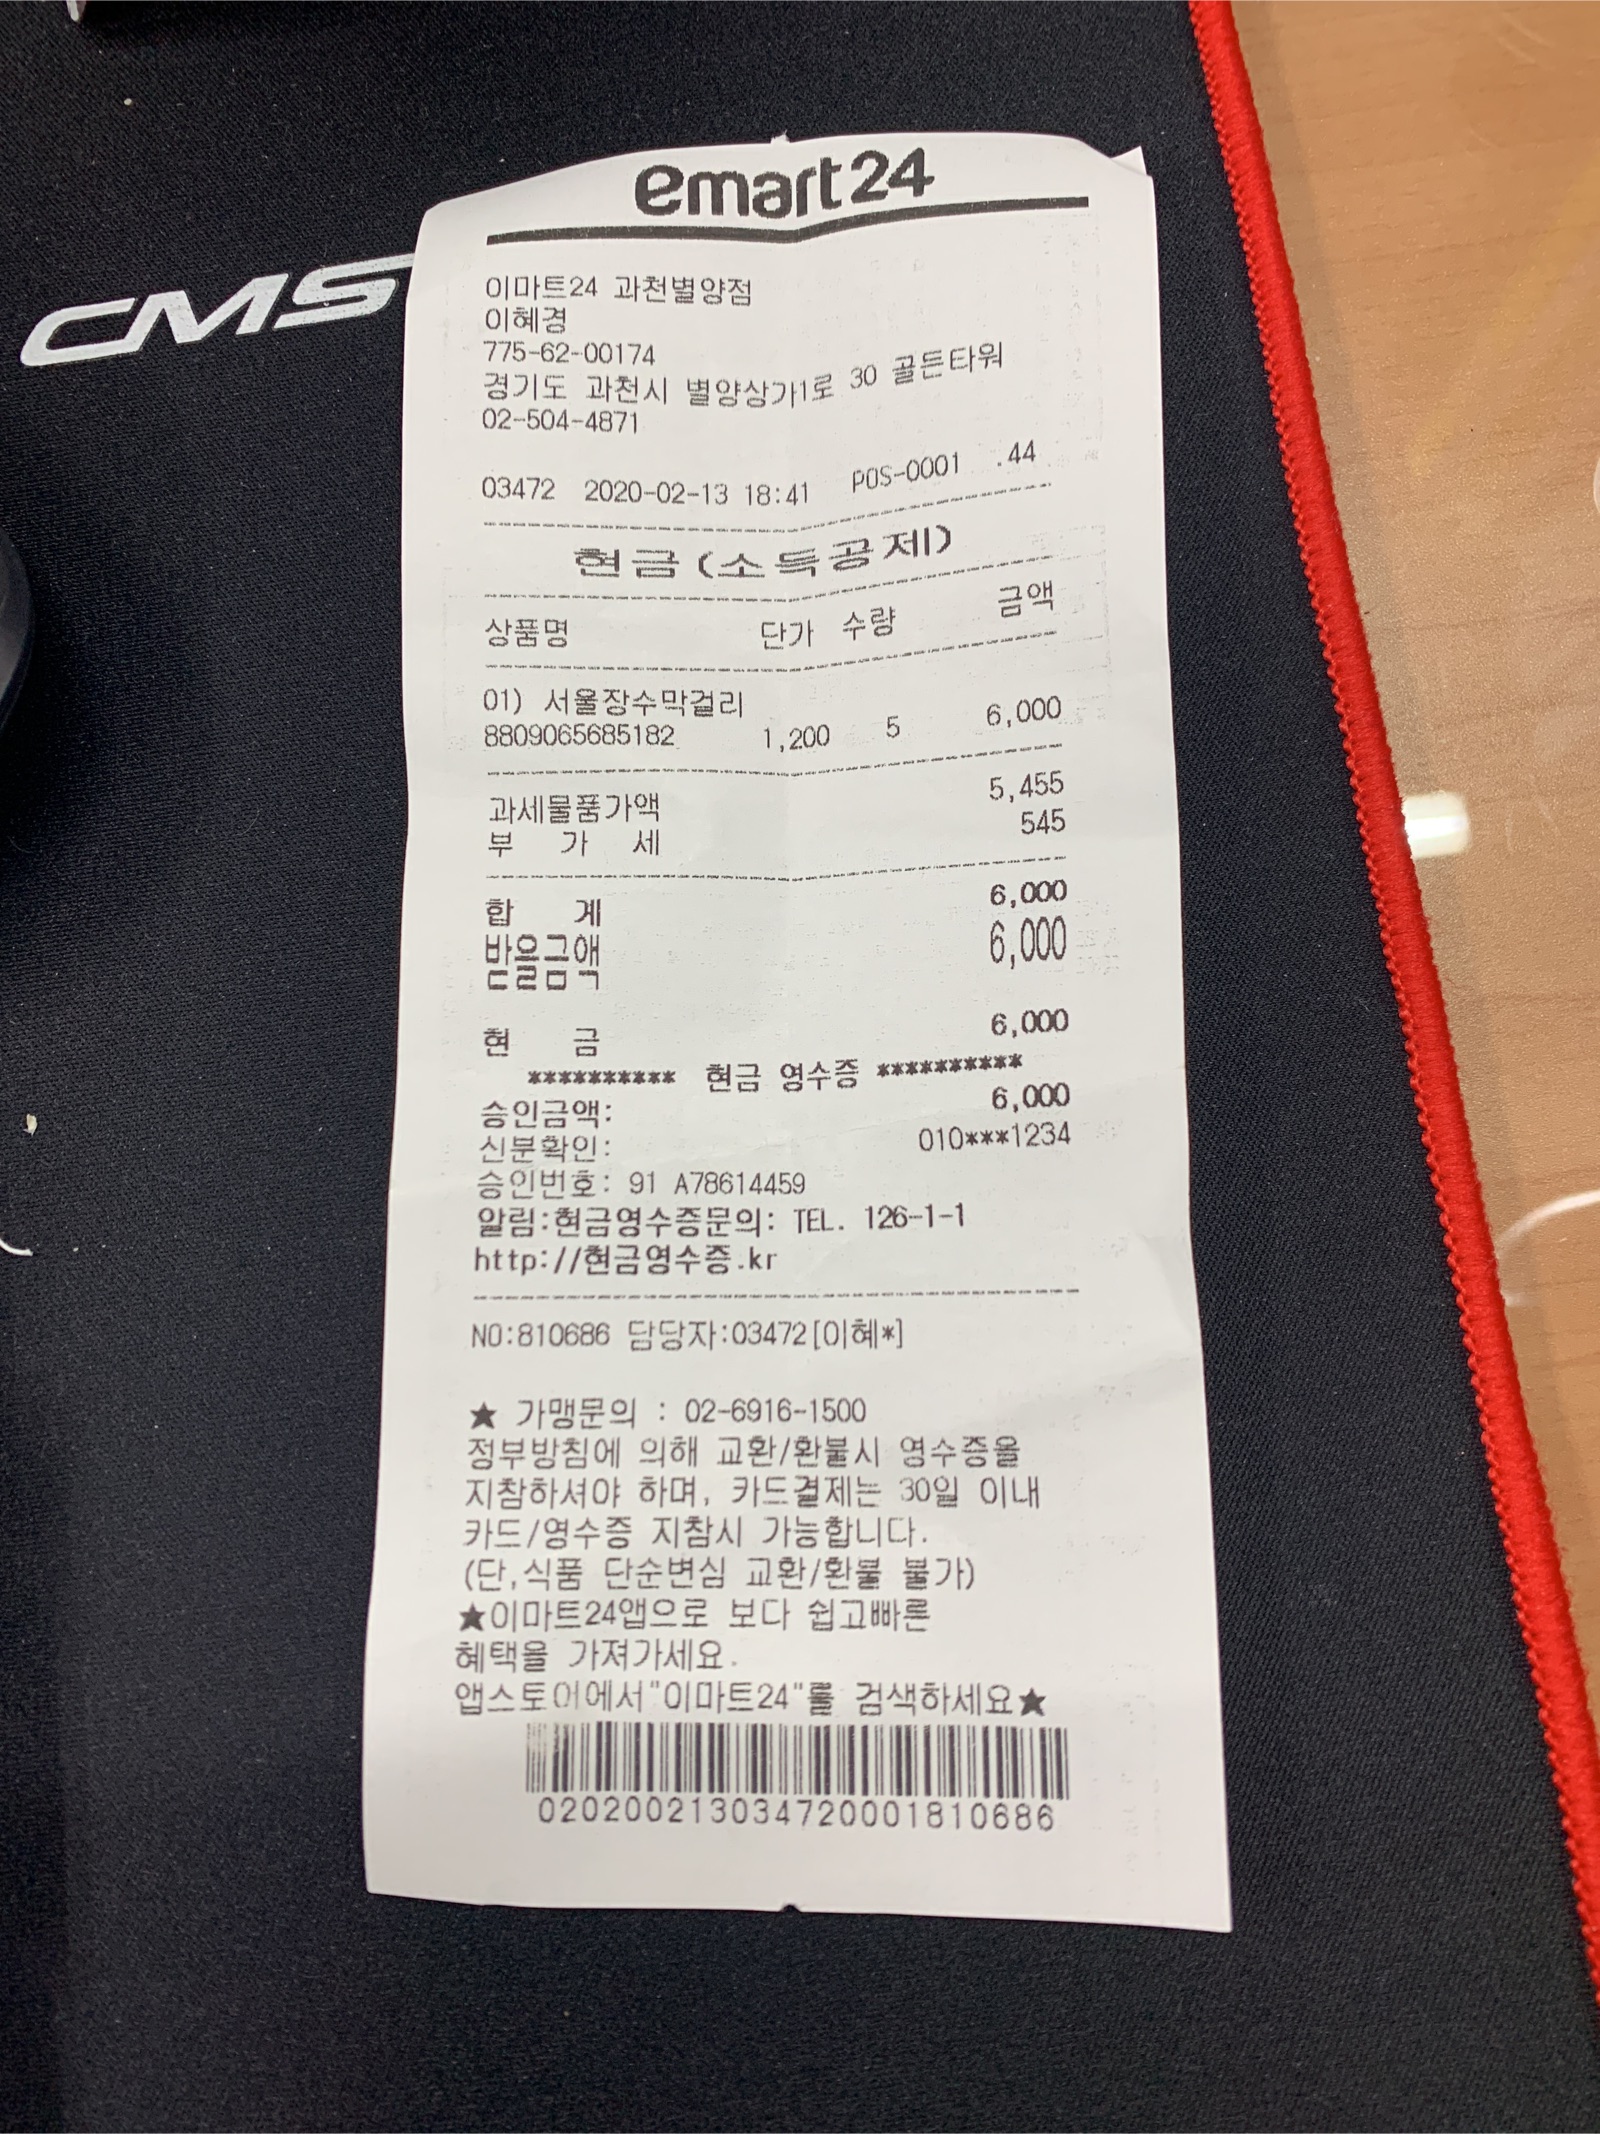 emart24
CMS
이마트24 과천별양점
이혜경
775-62-00174
경기도 과천시 별양상가1로 30 골든타워
02-504-4871
03472 2020-02-13 18:41 POS-0001 .44
현금(소득공제)
상품명 단가 수량 금액
01) 서울장수막걸리
8809065685182 1,200 5 6,000
과세물품가액 5,455
부 가 세 545
합 계 6,000
받을금액 6,000
현 금 6,000
********** 현금 영수증 **********
승인금액: 6,000
신분확인: 010***1234
승인번호: 91 A78614459
알림:현금영수증문의: TEL. 126-1-1
http://현금영수증.kr
NO:810686 담당자:03472[이혜*]
★ 가맹문의 : 02-6916-1500
정부방침에 의해 교환/환불시 영수증을
지참하셔야 하며, 카드결제는 30일 이내
카드/영수증 지참시 가능합니다.
(단,식품 단순변심 교환/환불 불가)
★이마트24앱으로 보다 쉽고빠른
혜택을 가져가세요.
앱스토어에서"이마트24"를 검색하세요★
020200213034720001810686